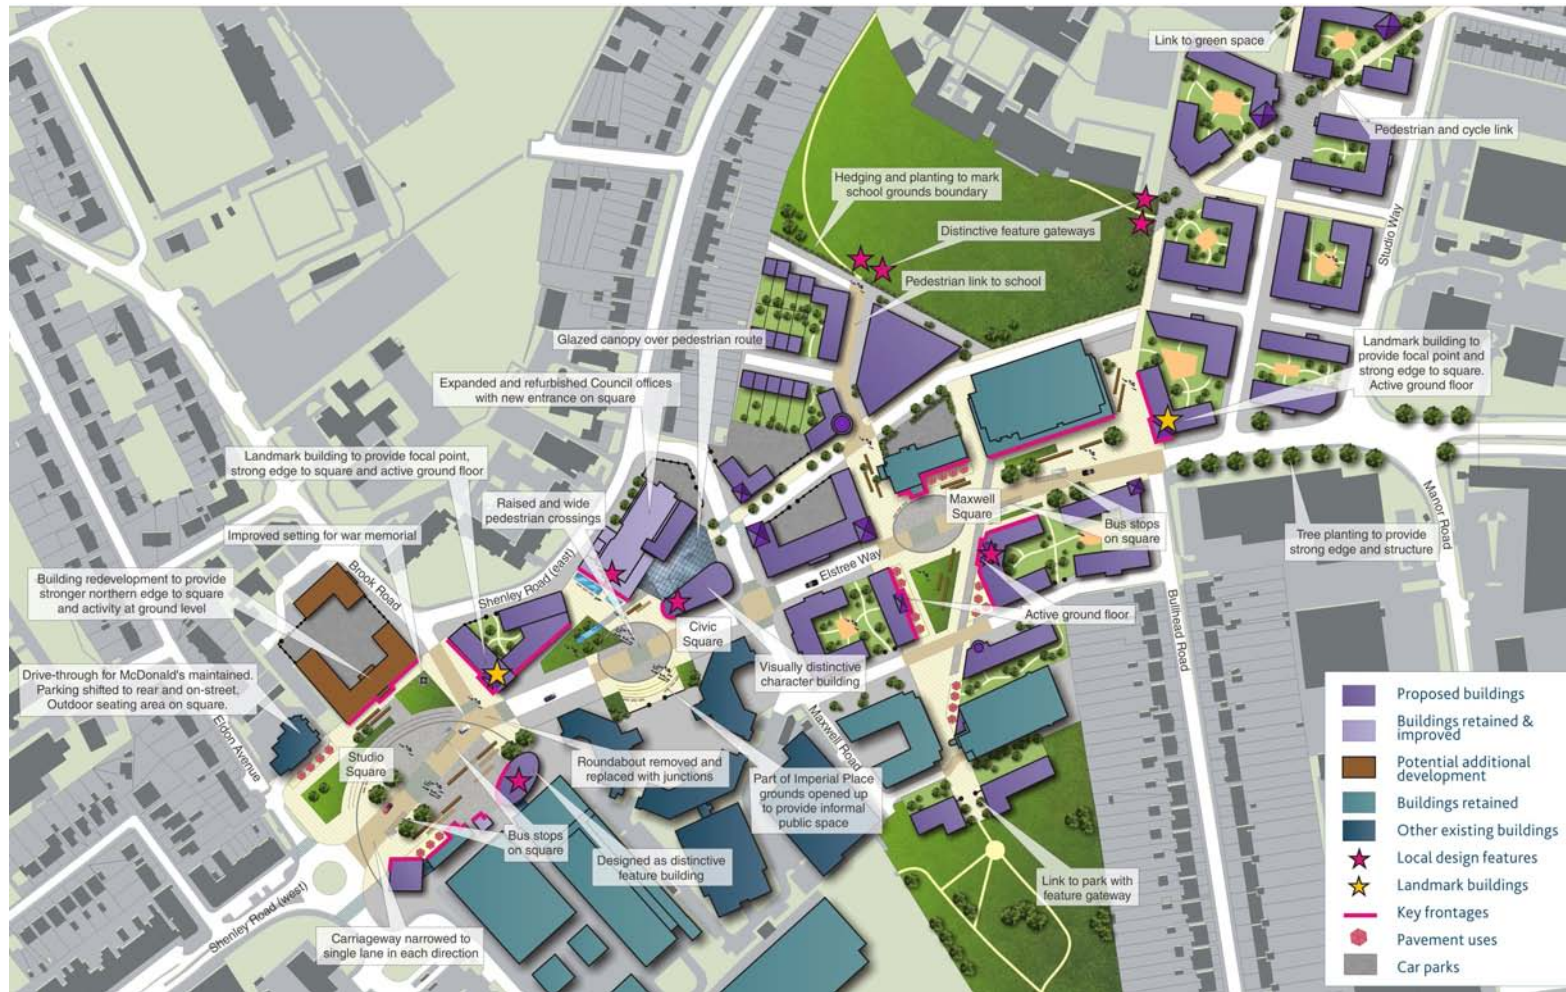 Link to green space
Pedestrian and cycle link
Hedging and planting to mark
school grounds boundary
Distinctive feature gateways
Studio Way
Pedestrian link to school
Glazed canopy over pedestrian route
Landmark building to
provide focal point and
strong edge to square.
Active ground floor
Expanded and refurbished Council offices
with new entrance on square
Landmark building to provide focal point,
strong edge to square and active ground floor
Raised and wide
pedestrian crossings
Maxwell
Square
Bus stops
on square
Manor Road
Tree planting to provide
strong edge and structure
Improved setting for war memorial
Building redevelopment to provide
stronger northern edge to square
and activity at ground level
Brook Road
Shenley Road (east)
Elstree Way
Active ground floor
Bullhead Road
Civic
Square
Visually distinctive
character building
Drive-through for McDonald's maintained.
Parking shifted to rear and on-street.
Outdoor seating area on square.
Eldon Avenue
Studio
Square
Roundabout removed and
replaced with junctions
Maxwell Road
Part of Imperial Place
grounds opened up
to provide informal
public space
Bus stops
on square
Designed as distinctive
feature building
Link to park with
feature gateway
Shenley Road (west)
Carriageway narrowed to
single lane in each direction
Proposed buildings
Buildings retained &
improved
Potential additional
development
Buildings retained
Other existing buildings
Local design features
Landmark buildings
Key frontages
Pavement uses
Car parks